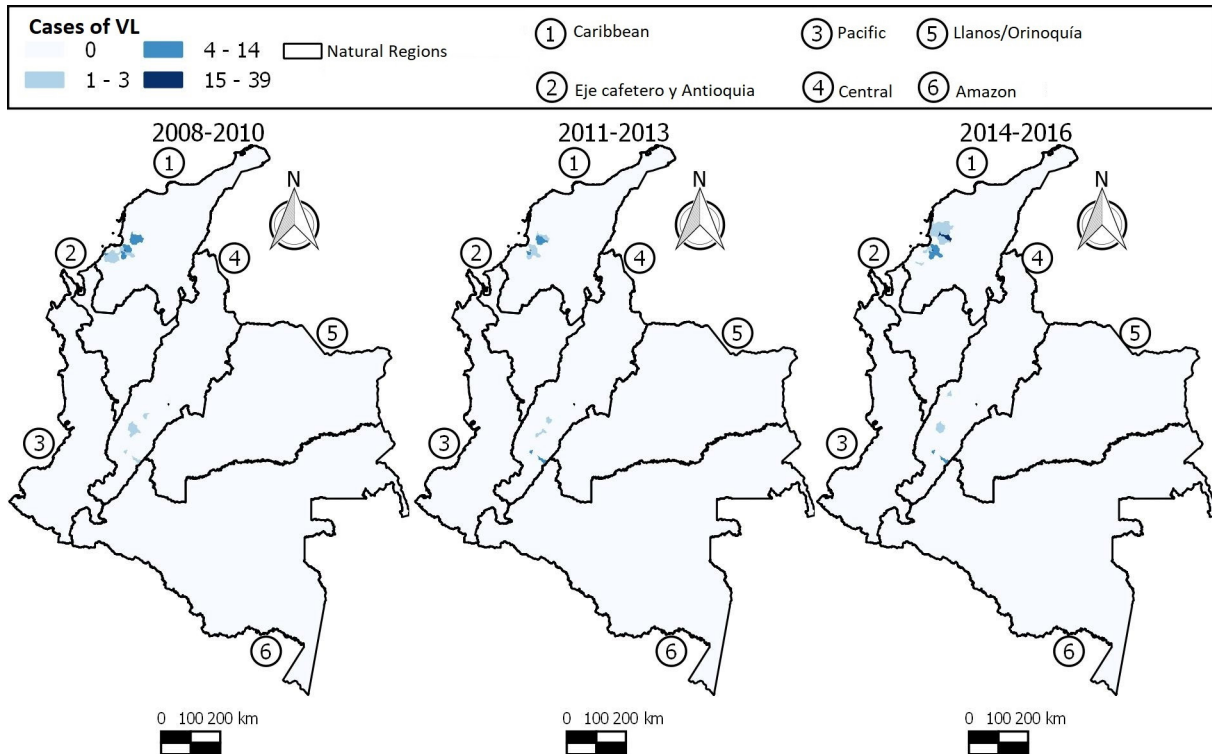 Cases of VL
0
4 - 14
Natural Regions
1 - 3
15 - 39
1 Caribbean
3 Pacific
5 Llanos/Orinoquía
2 Eje cafetero y Antioquia
4 Central
6 Amazon
2008-2010
2011-2013
2014-2016
1
N
2
4
5
3
6
0 100 200 km
1
N
2
4
5
3
6
0 100 200 km
1
N
2
4
5
3
6
0 100 200 km